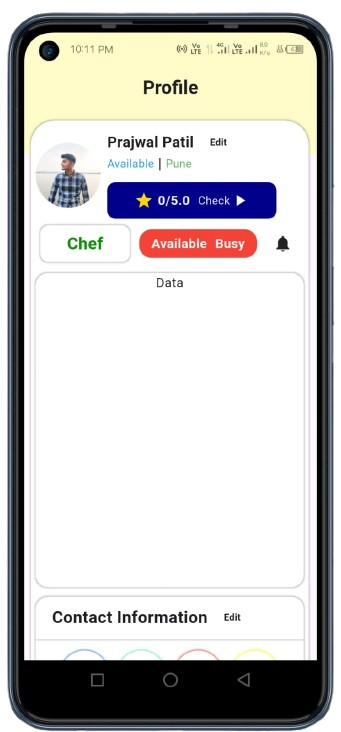 10:11 PM Vo LTE 4G Vo LTE 0.0 K/s
Profile
Prajwal Patil Edit
Available | Pune
0/5.0 Check
Chef Available Busy
Data
Contact Information Edit